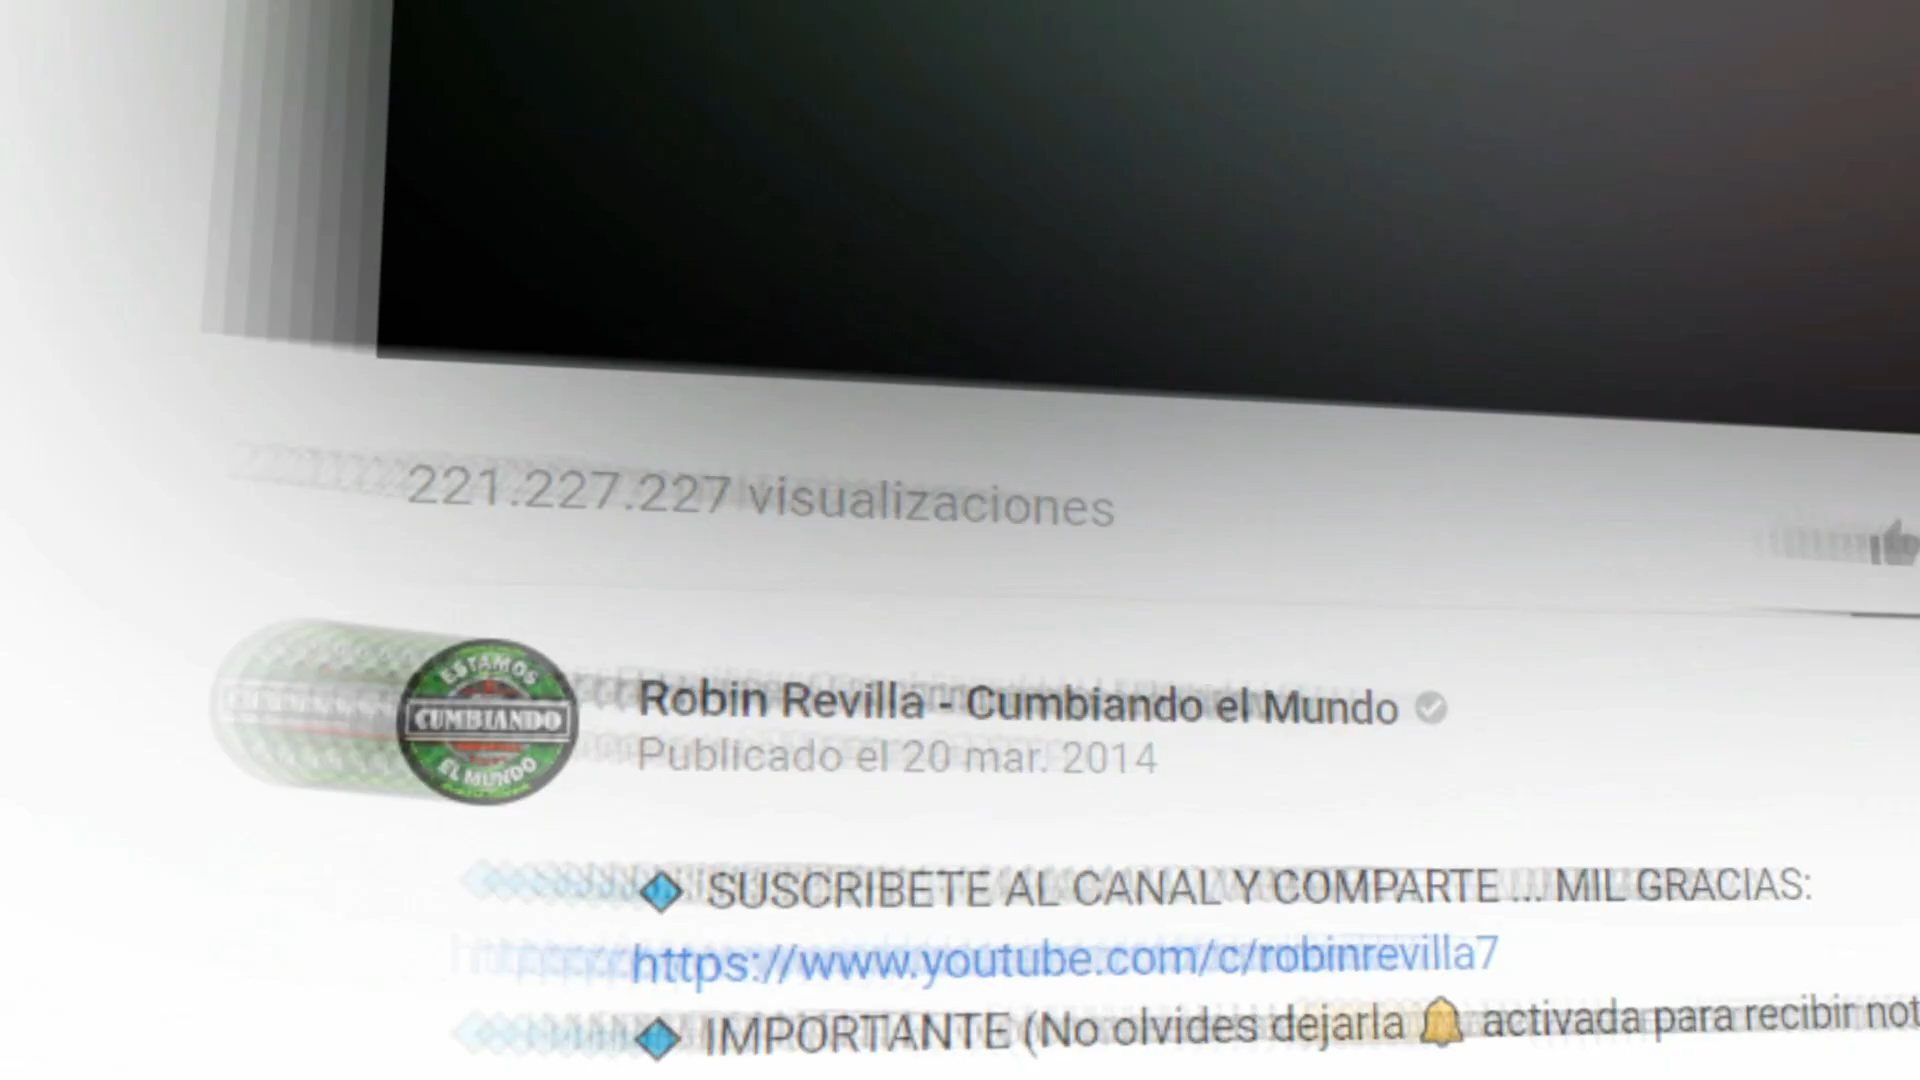 221.227.227 visualizaciones
ESTAMOS
CUMBIANDO
EL MUNDO
Robin Revilla - Cumbiando el Mundo
Publicado el 20 mar. 2014
SUSCRIBETE AL CANAL Y COMPARTE ... MIL GRACIAS:
https://www.youtube.com/c/robinrevilla7
IMPORTANTE (No olvides dejarla 🔔 activada para recibir not